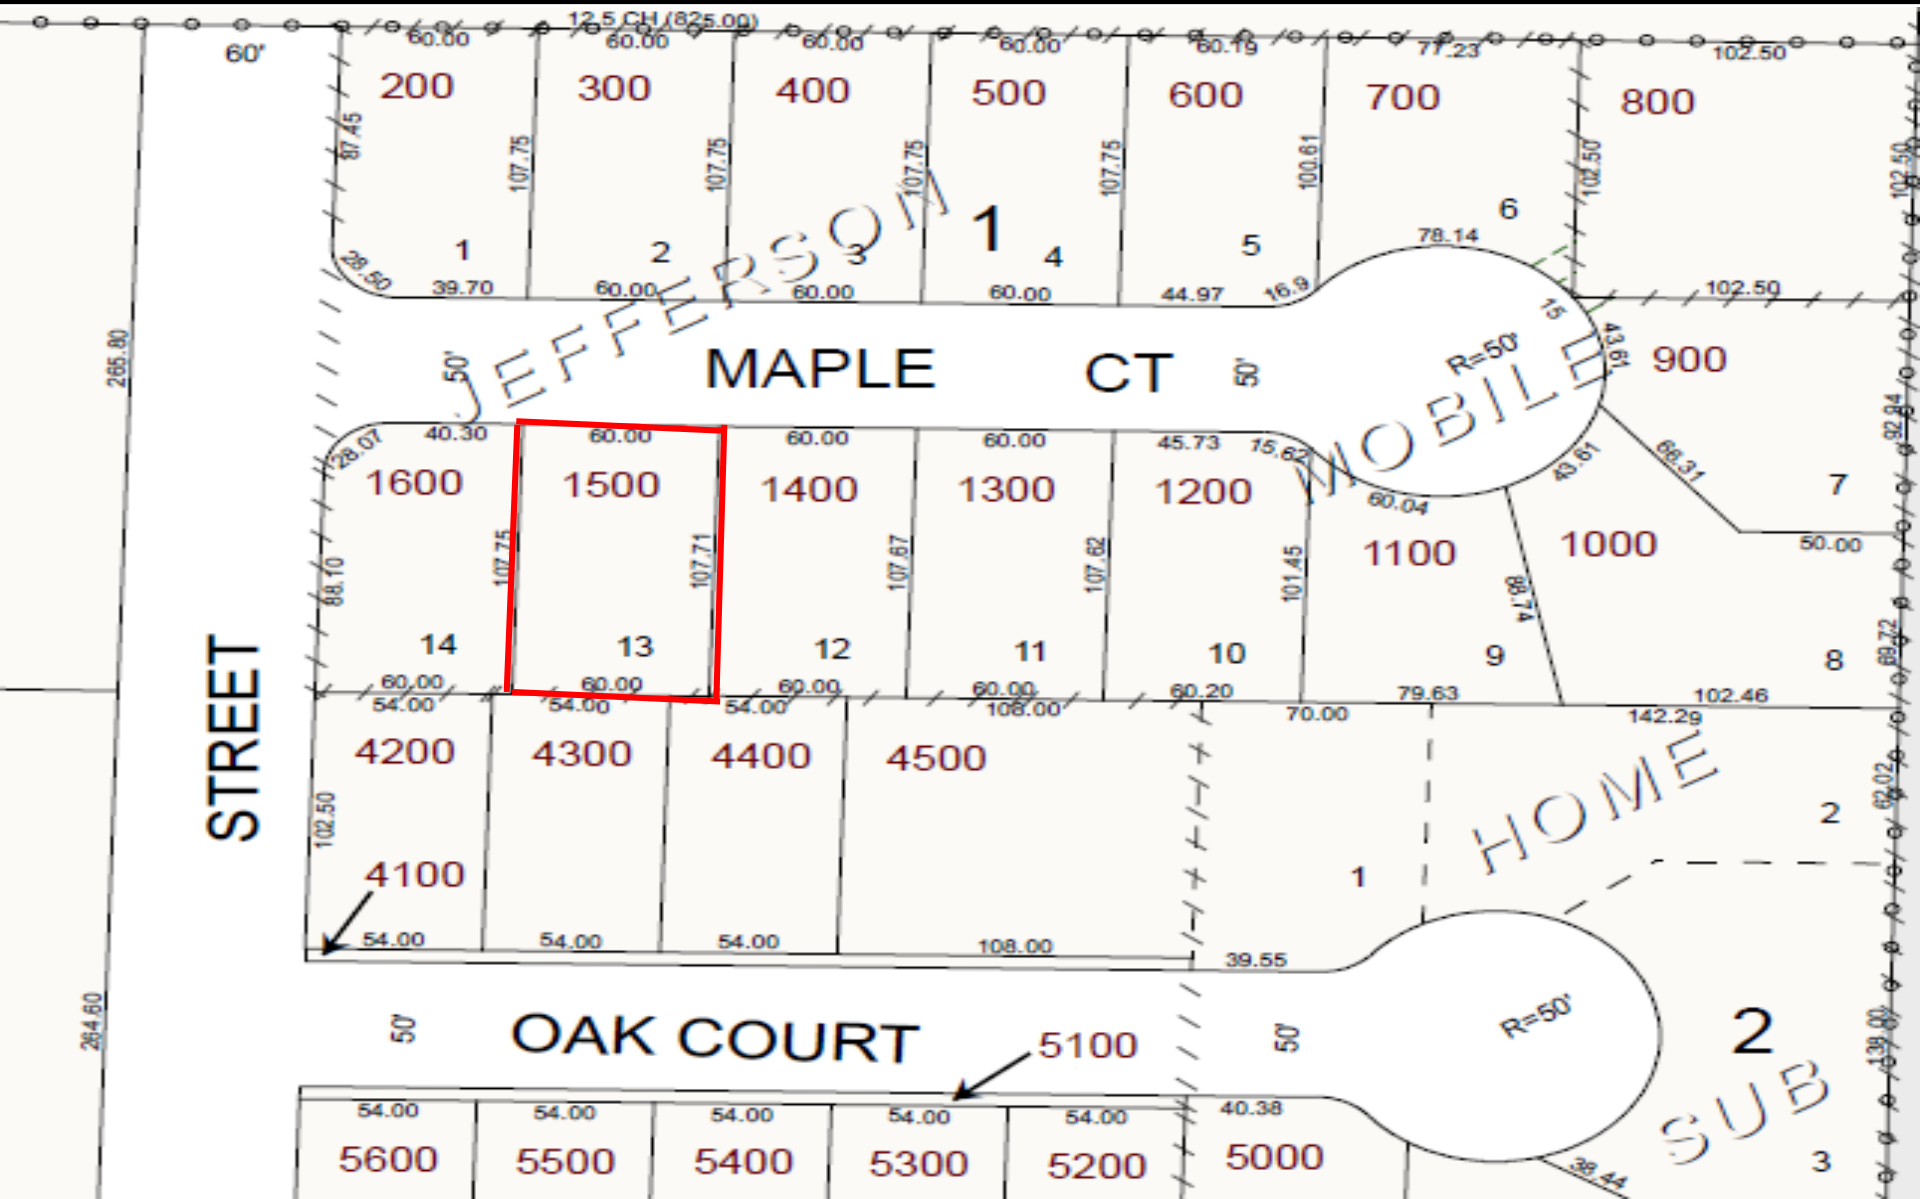 12.5 CH (825.00)
60' 60.00 60.00 60.00 60.00 60.19 77.23 102.50
200 300 400 500 600 700 800
87.45 107.75 107.75 107.75 107.75 100.61 102.50 102.50
1 2 3 1 4 5 6
28.50 39.70 60.00 60.00 60.00 44.97 16.9 78.14 102.50
15 43.61 900
265.80 50' MAPLE CT 50' R=50'
JEFFERSON MOBILE HOME SUB
28.07 40.30 60.00 60.00 60.00 45.73 15.62 60.04 43.61 66.31 92.94
1600 1500 1400 1300 1200 1100 1000 7
50.00
88.10 107.75 107.71 107.67 107.62 101.45 88.74 69.72
14 13 12 11 10 9 8
60.00 60.00 60.00 60.00 60.20 79.63 102.46
54.00 54.00 54.00 108.00 70.00 142.29
4200 4300 4400 4500
STREET 102.50 62.02
4100 1 2
54.00 54.00 54.00 108.00 39.55
264.60 50' OAK COURT 5100 50' R=50' 2 138.00
54.00 54.00 54.00 54.00 54.00 40.38
5600 5500 5400 5300 5200 5000 38.44 3